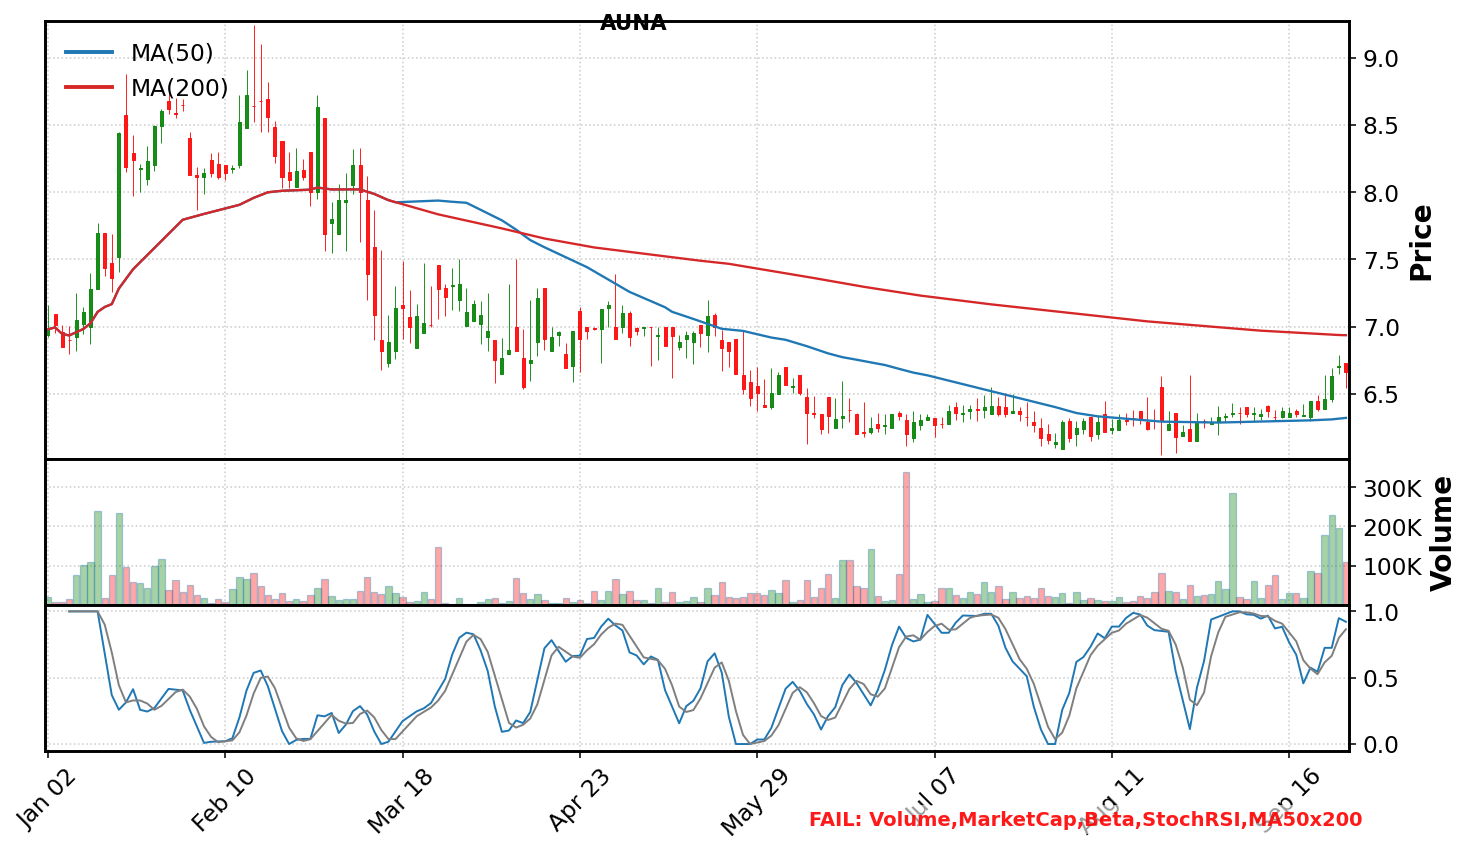 AUNA
MA(50)
MA(200)
9.0
8.5
8.0
7.5
7.0
6.5
Price
300K
200K
100K
Volume
1.0
0.5
0.0
Jan 02
Feb 10
Mar 18
Apr 23
May 29
Jul 07
Aug 11
Sep 16
FAIL: Volume,MarketCap,Beta,StochRSI,MA50x200